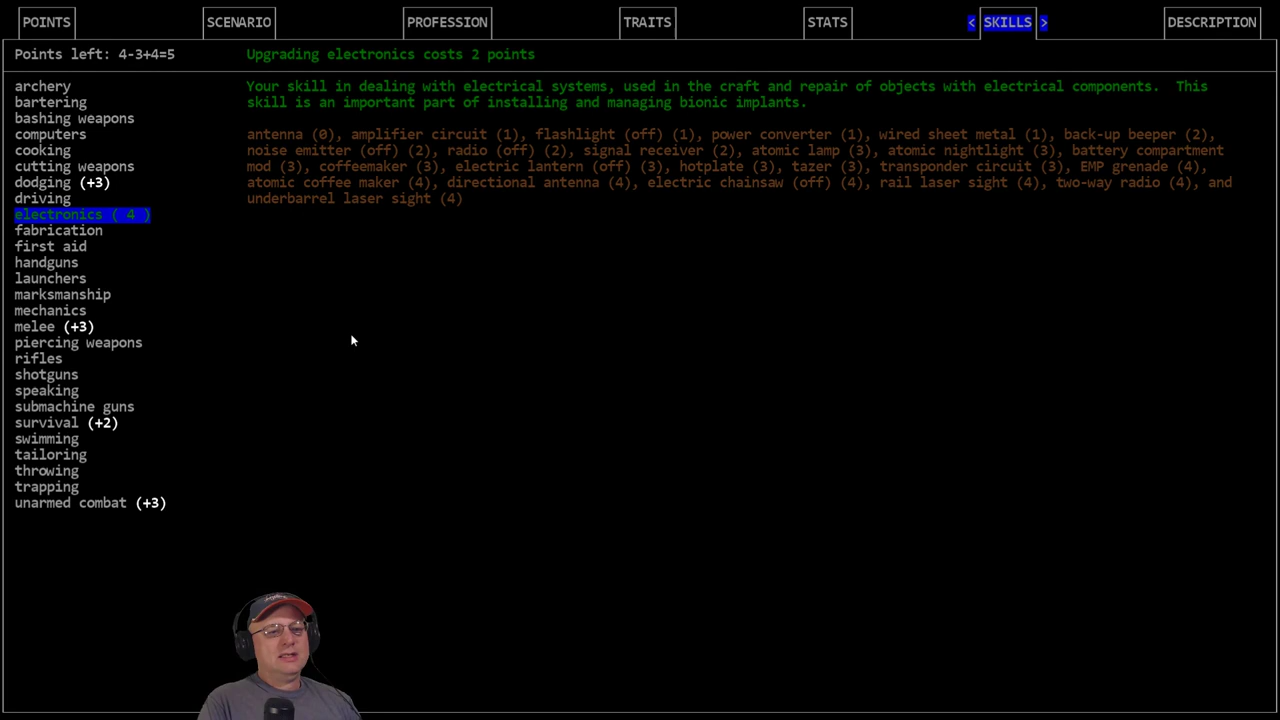 POINTS SCENARIO PROFESSION TRAITS STATS < SKILLS > DESCRIPTION
Points left: 4-3+4=5 Upgrading electronics costs 2 points
archery
bartering
bashing weapons
computers
cooking
cutting weapons
dodging (+3)
driving
electronics ( 4 )
fabrication
first aid
handguns
launchers
marksmanship
mechanics
melee (+3)
piercing weapons
rifles
shotguns
speaking
submachine guns
survival (+2)
swimming
tailoring
throwing
trapping
unarmed combat (+3)
Your skill in dealing with electrical systems, used in the craft and repair of objects with electrical components. This
skill is an important part of installing and managing bionic implants.
antenna (0), amplifier circuit (1), flashlight (off) (1), power converter (1), wired sheet metal (1), back-up beeper (2),
noise emitter (off) (2), radio (off) (2), signal receiver (2), atomic lamp (3), atomic nightlight (3), battery compartment
mod (3), coffeemaker (3), electric lantern (off) (3), hotplate (3), tazer (3), transponder circuit (3), EMP grenade (4),
atomic coffee maker (4), directional antenna (4), electric chainsaw (off) (4), rail laser sight (4), two-way radio (4), and
underbarrel laser sight (4)